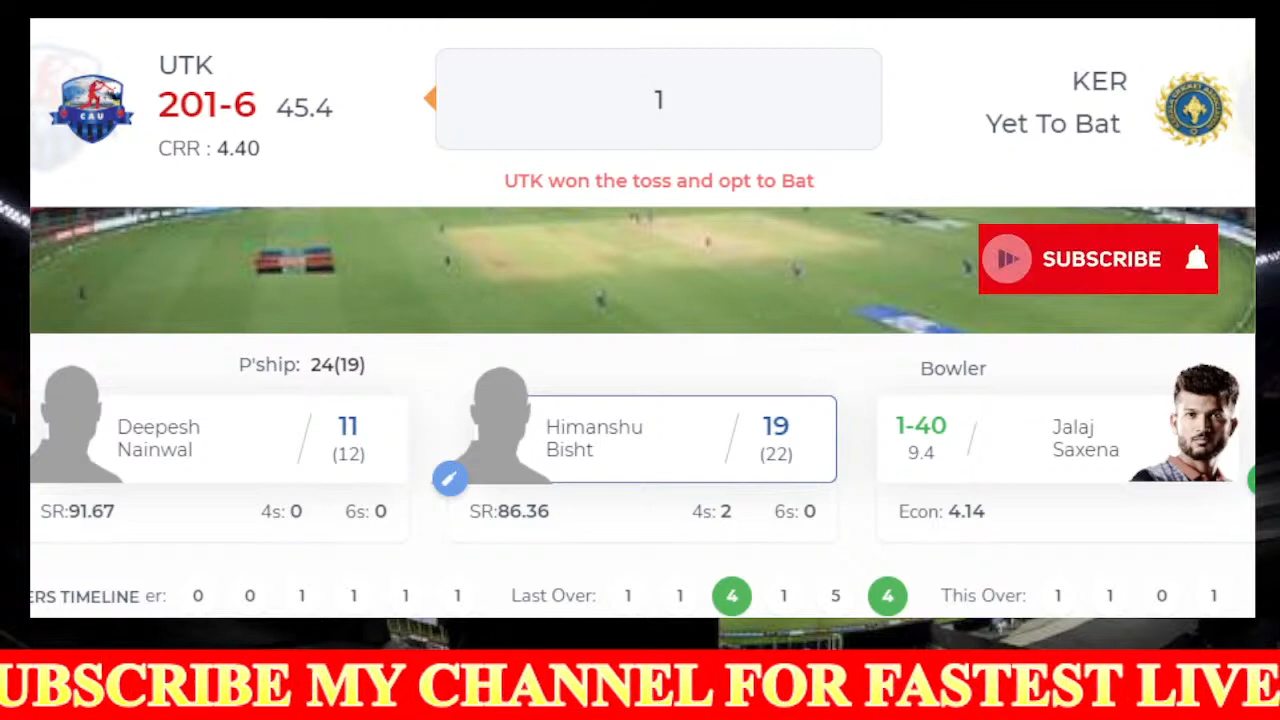 UTK
201-6 45.4
CRR : 4.40
CAU
1
KER
Yet To Bat
UTK won the toss and opt to Bat
SUBSCRIBE
P'ship: 24(19)
Deepesh Nainwal
11
(12)
SR:91.67 4s: 0 6s: 0
Himanshu Bisht
19
(22)
SR:86.36 4s: 2 6s: 0
Bowler
1-40
9.4
Jalaj Saxena
Econ: 4.14
ERS TIMELINE er: 0 0 1 1 1 1 Last Over: 1 1 4 1 5 4 This Over: 1 1 0 1
UBSCRIBE MY CHANNEL FOR FASTEST LIVE